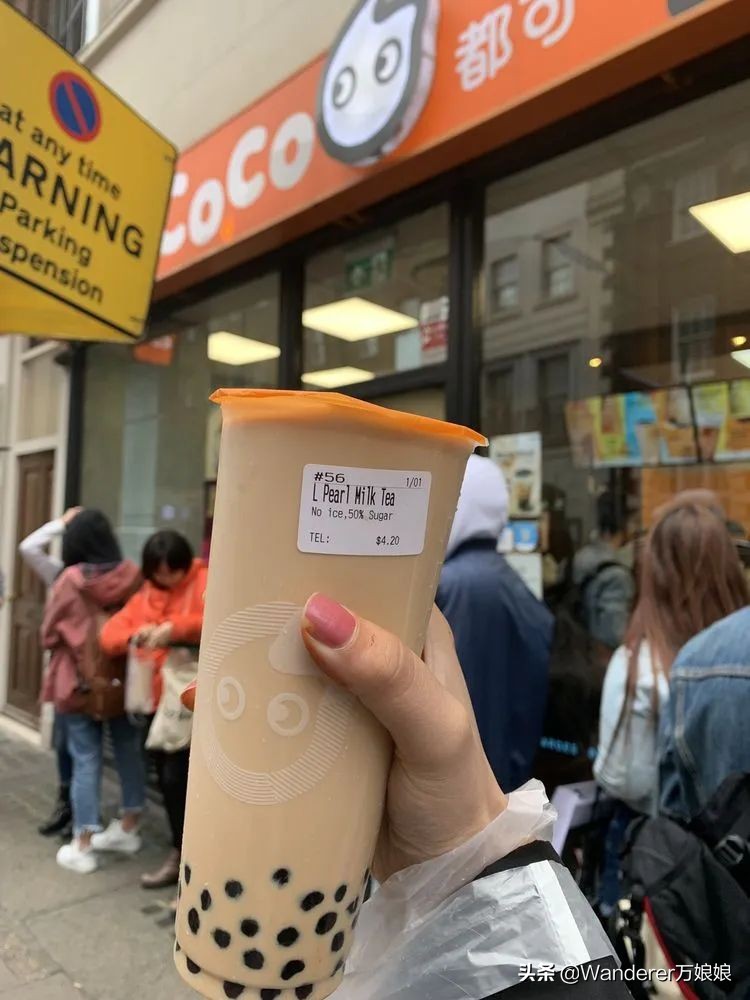 CoCo 都可
at any time
WARNING
Parking
spension
#56 1/01
L Pearl Milk Tea
No ice,50% Sugar
TEL: $4.20
头条 @Wanderer万娘娘